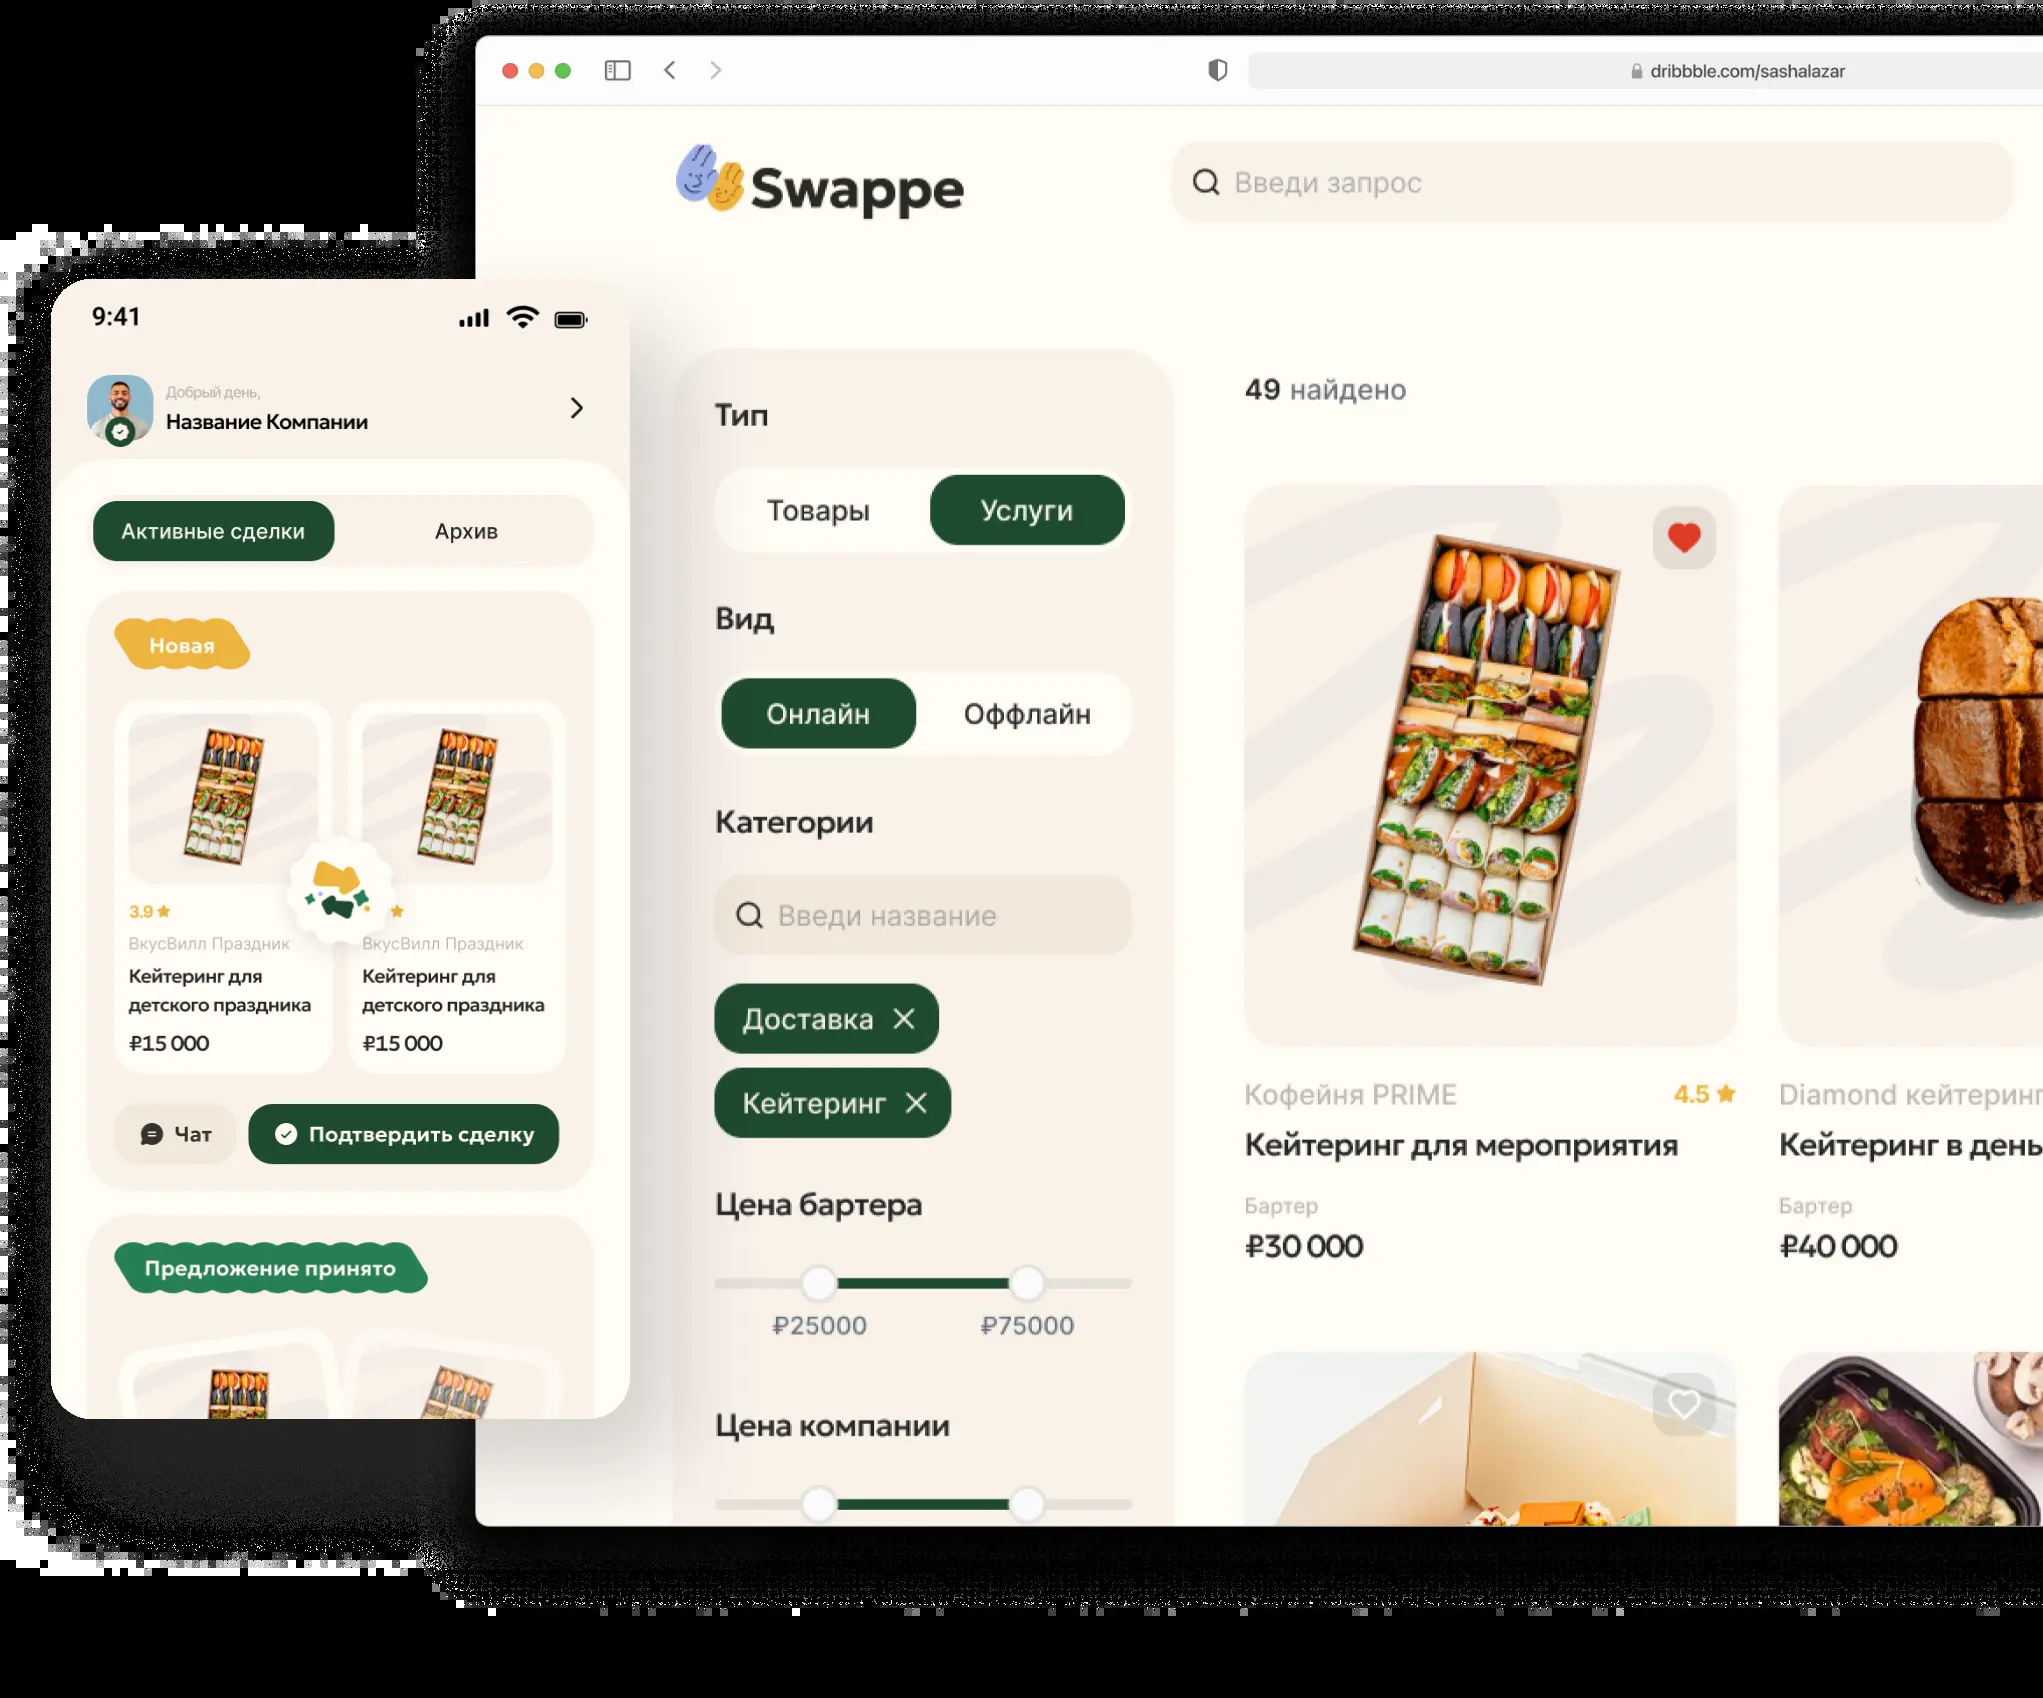 dribbble.com/sashalazar
Swappe
Введи запрос
9:41
Добрый день,
Название Компании
Активные сделки
Архив
Новая
3.9
ВкусВилл Праздник
Кейтеринг для
детского праздника
₽15 000
ВкусВилл Праздник
Кейтеринг для
детского праздника
₽15 000
Чат
Подтвердить сделку
Предложение принято
Тип
Товары
Услуги
Вид
Онлайн
Оффлайн
Категории
Введи название
Доставка
Кейтеринг
Цена бартера
₽25000
₽75000
Цена компании
49 найдено
Кофейня PRIME
4.5
Кейтеринг для мероприятия
Бартер
₽30 000
Diamond кейтеринг
Кейтеринг в день
Бартер
₽40 000